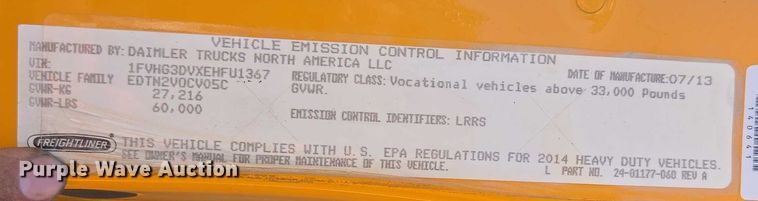 VEHICLE EMISSION CONTROL INFORMATION
MANUFACTURED BY: DAIMLER TRUCKS NORTH AMERICA LLC DATE OF MANUFACTURE: 07/13
VIN: 1FVHG3DVXEHFU1367
VEHICLE FAMILY EDTN2VOCV05C REGULATORY CLASS: Vocational vehicles above 33,000 Pounds
GVWR-KG 27,216 GVWR.
GVWR-LBS 60,000 EMISSION CONTROL IDENTIFIERS: LRRS
FREIGHTLINER THIS VEHICLE COMPLIES WITH U.S. EPA REGULATIONS FOR 2014 HEAVY DUTY VEHICLES.
SEE OWNER'S MANUAL FOR PROPER MAINTENANCE OF THIS VEHICLE.
L PART NO. 24-01177-060 REV A
140641
Purple Wave Auction